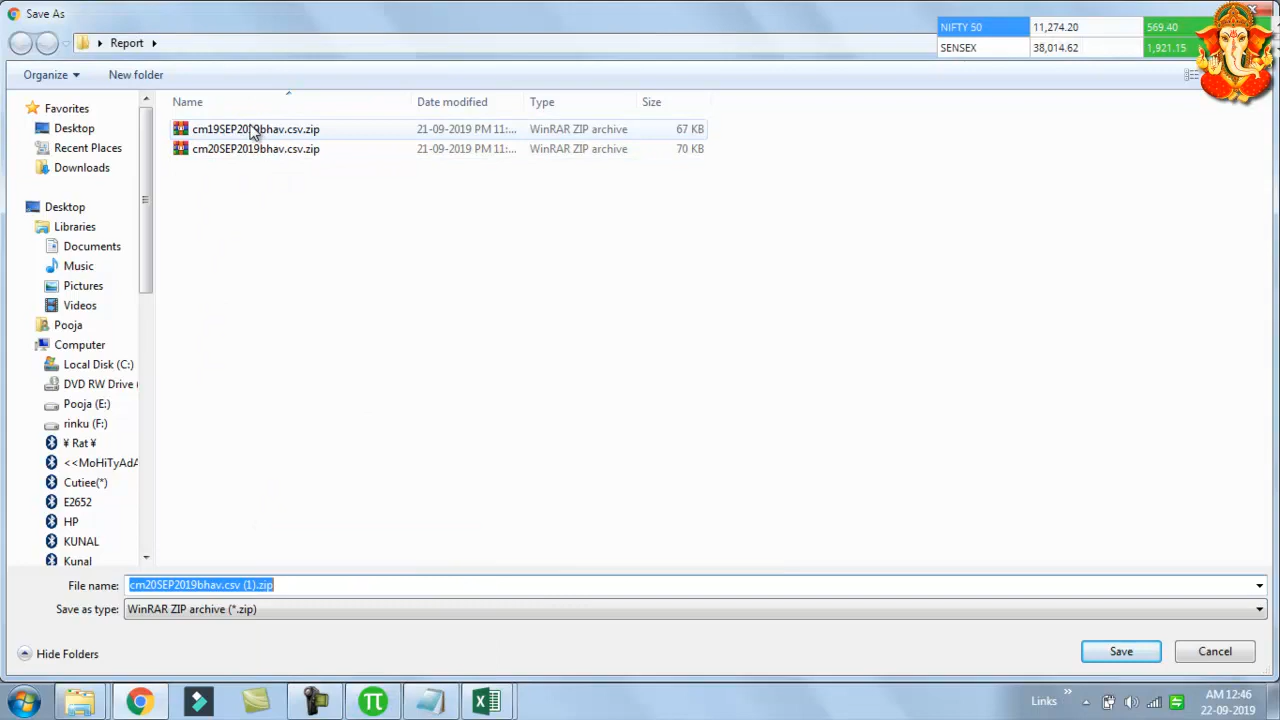 Save As
NIFTY 50 11,274.20 569.40
SENSEX 38,014.62 1,921.15
Report
Organize New folder
Name Date modified Type Size
cm19SEP2019bhav.csv.zip 21-09-2019 PM 11:... WinRAR ZIP archive 67 KB
cm20SEP2019bhav.csv.zip 21-09-2019 PM 11:... WinRAR ZIP archive 70 KB
Favorites
Desktop
Recent Places
Downloads
Desktop
Libraries
Documents
Music
Pictures
Videos
Pooja
Computer
Local Disk (C:)
DVD RW Drive (
Pooja (E:)
rinku (F:)
¥ Rat ¥
<<MoHiTyAdA
Cutiee(*)
E2652
HP
KUNAL
Kunal
File name: cm20SEP2019bhav.csv (1).zip
Save as type: WinRAR ZIP archive (*.zip)
Hide Folders Save Cancel
Links » AM 12:46
22-09-2019